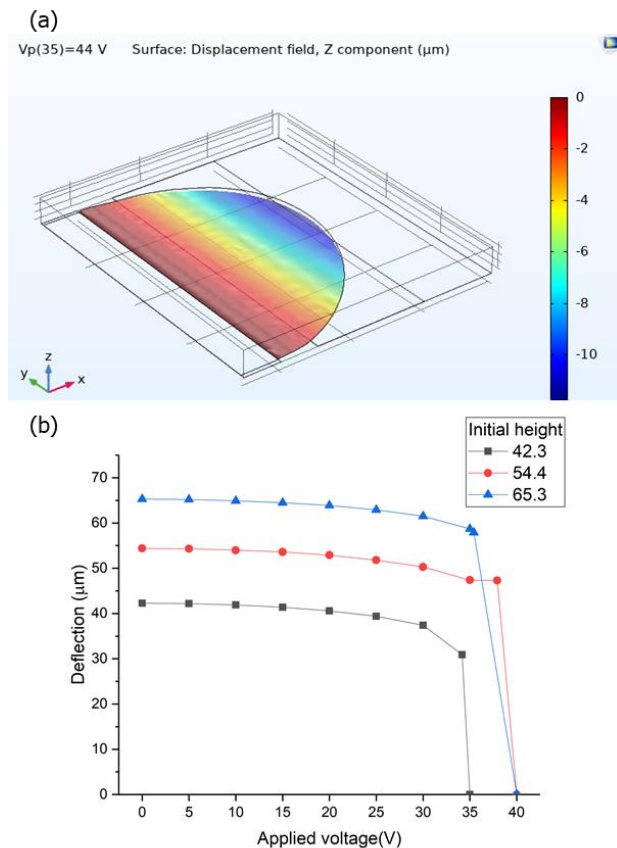 (a)
Vp(35)=44 V Surface: Displacement field, Z component (μm)
0
-2
-4
-6
-8
-10
z
y
x
(b)
Initial height
42.3
54.4
65.3
70
60
50
40
30
20
10
0
Deflection (μm)
0 5 10 15 20 25 30 35 40
Applied voltage(V)